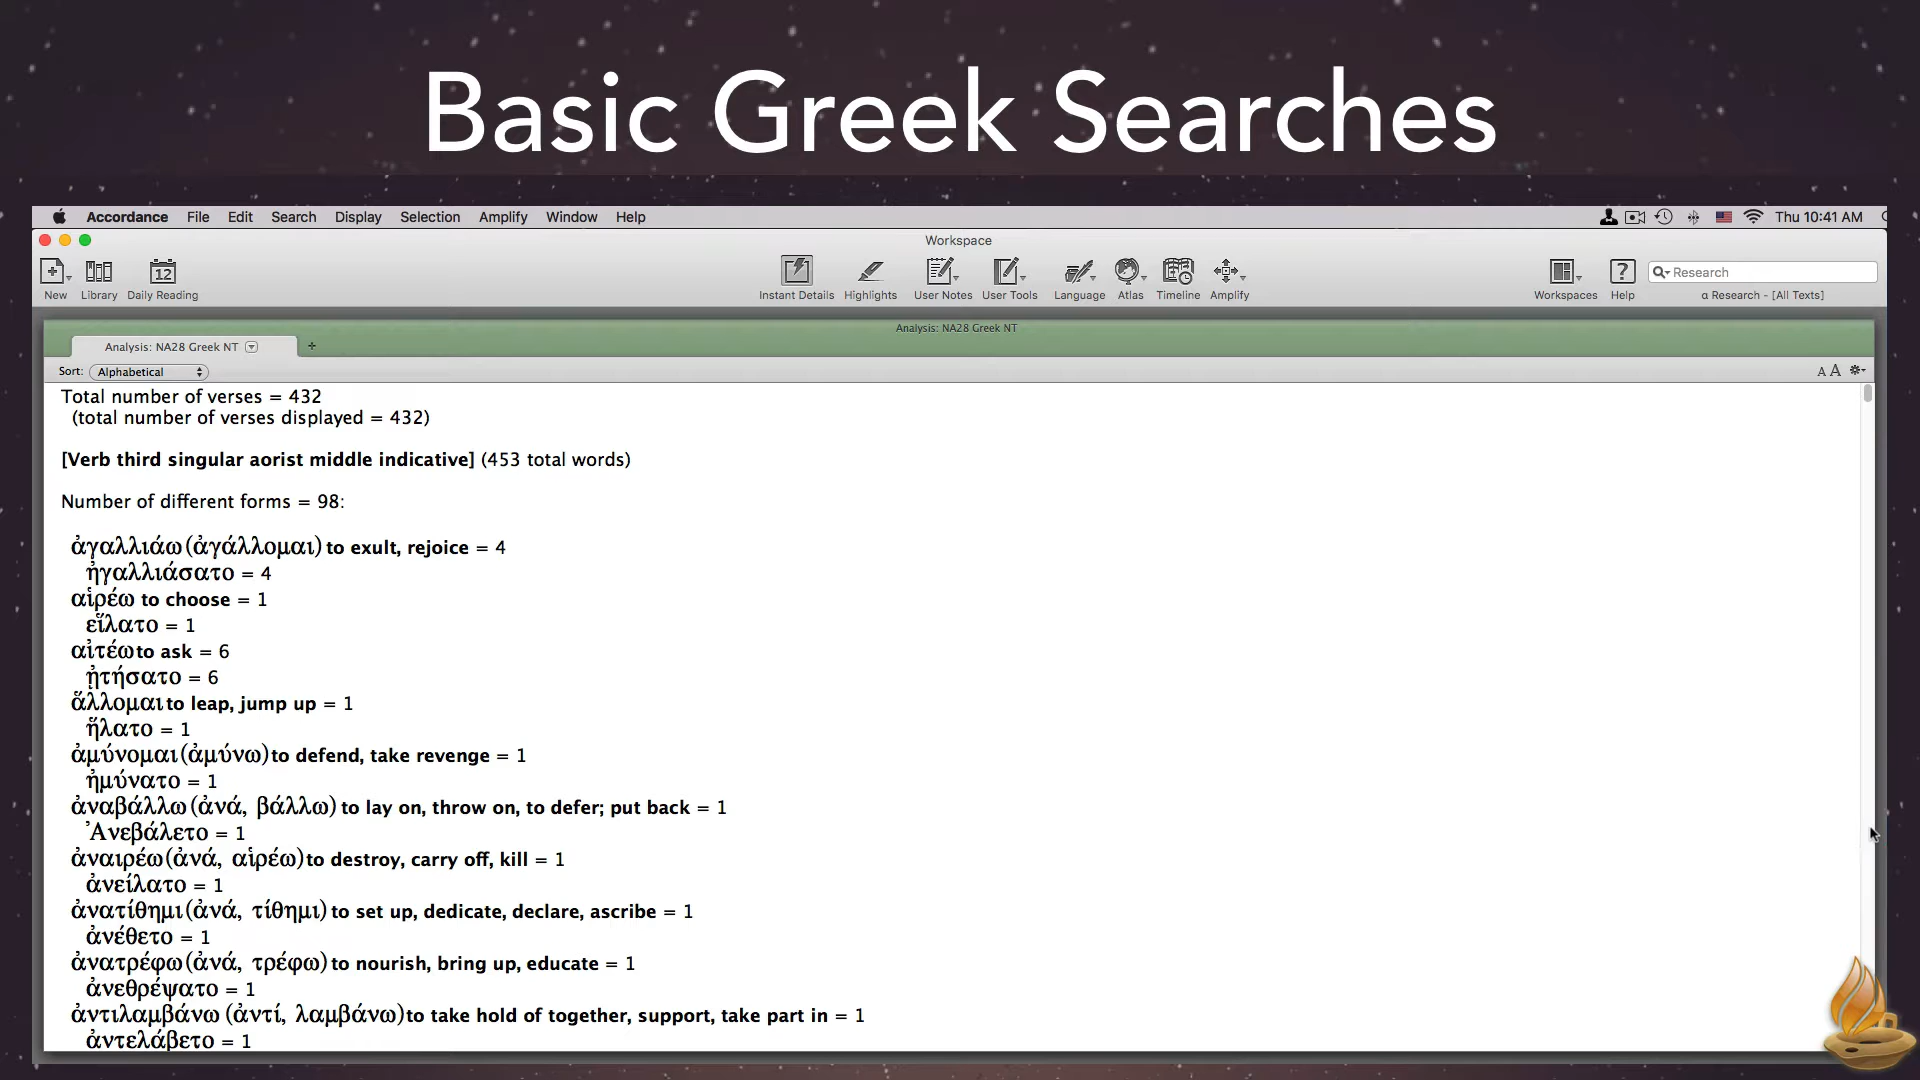 Basic Greek Searches
Accordance File Edit Search Display Selection Amplify Window Help Thu 10:41 AM
Workspace
12
Research
New Library Daily Reading Instant Details Highlights User Notes User Tools Language Atlas Timeline Amplify Workspaces Help α Research - [All Texts]
Analysis: NA28 Greek NT
Analysis: NA28 Greek NT +
Sort: Alphabetical A A
Total number of verses = 432
(total number of verses displayed = 432)
[Verb third singular aorist middle indicative] (453 total words)
Number of different forms = 98:
ἀγαλλιάω (ἀγάλλομαι) to exult, rejoice = 4
ἠγαλλιάσατο = 4
αἱρέω to choose = 1
εἵλατο = 1
αἰτέω to ask = 6
ᾐτήσατο = 6
ἅλλομαι to leap, jump up = 1
ἥλατο = 1
ἀμύνομαι (ἀμύνω) to defend, take revenge = 1
ἠμύνατο = 1
ἀναβάλλω (ἀνά, βάλλω) to lay on, throw on, to defer; put back = 1
Ἀνεβάλετο = 1
ἀναιρέω (ἀνά, αἱρέω) to destroy, carry off, kill = 1
ἀνείλατο = 1
ἀνατίθημι (ἀνά, τίθημι) to set up, dedicate, declare, ascribe = 1
ἀνέθετο = 1
ἀνατρέφω (ἀνά, τρέφω) to nourish, bring up, educate = 1
ἀνεθρέψατο = 1
ἀντιλαμβάνω (ἀντί, λαμβάνω) to take hold of together, support, take part in = 1
ἀντελάβετο = 1